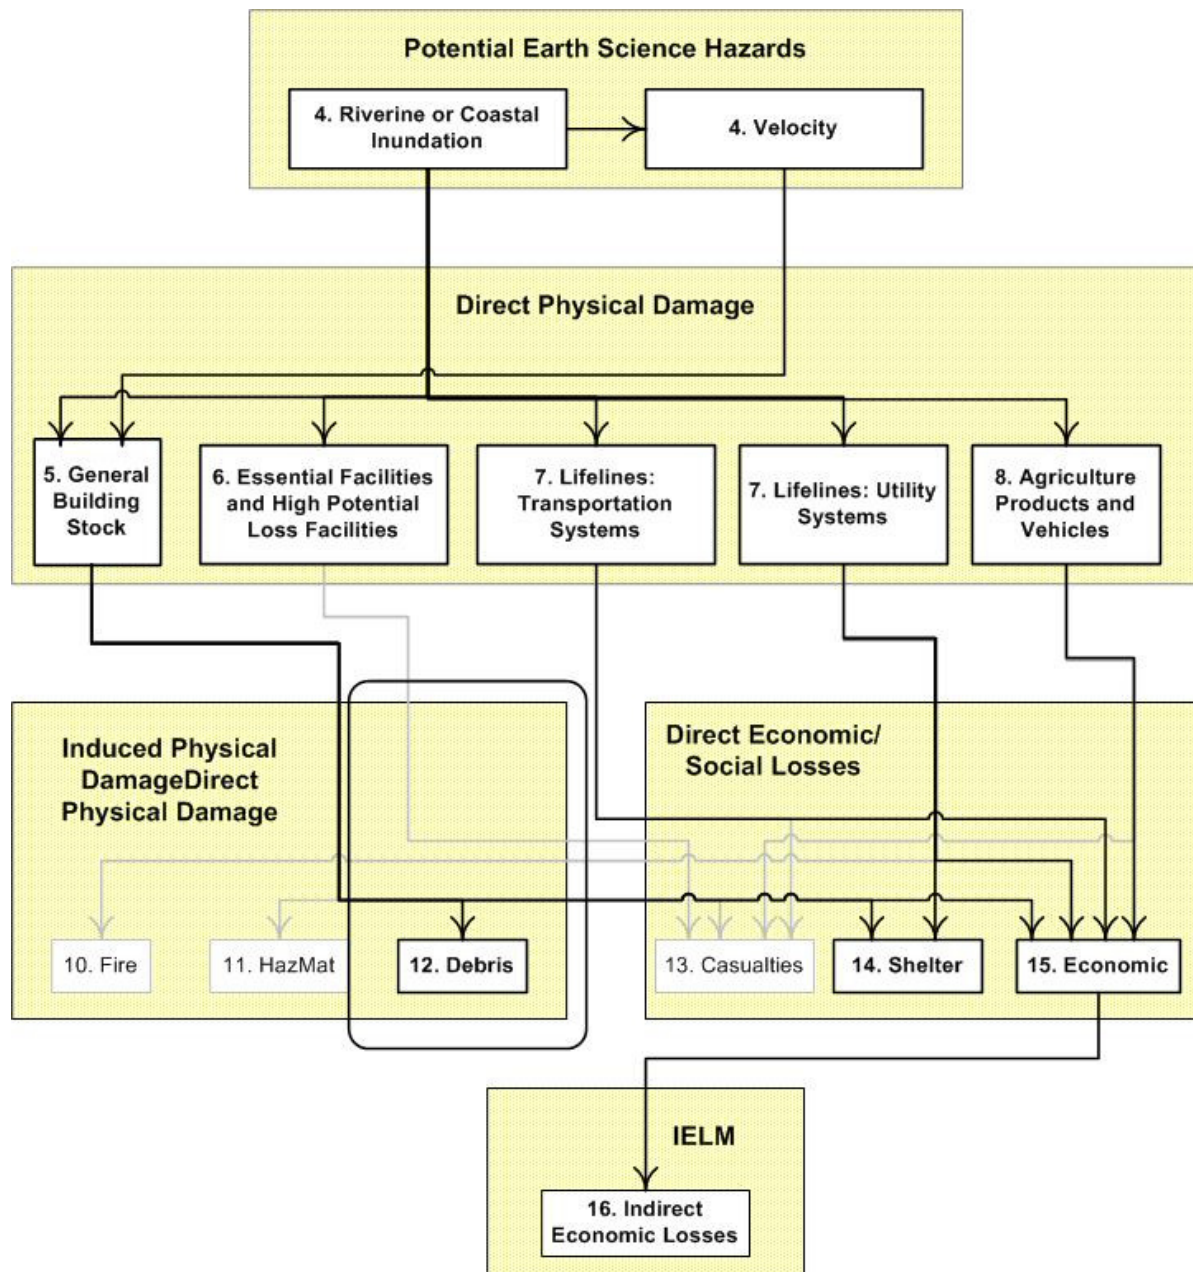 Potential Earth Science Hazards
4. Riverine or Coastal
Inundation
4. Velocity
Direct Physical Damage
5. General
Building
Stock
6. Essential Facilities
and High Potential
Loss Facilities
7. Lifelines:
Transportation
Systems
7. Lifelines: Utility
Systems
8. Agriculture
Products and
Vehicles
Induced Physical
DamageDirect
Physical Damage
Direct Economic/
Social Losses
10. Fire
11. HazMat
12. Debris
13. Casualties
14. Shelter
15. Economic
IELM
16. Indirect
Economic Losses